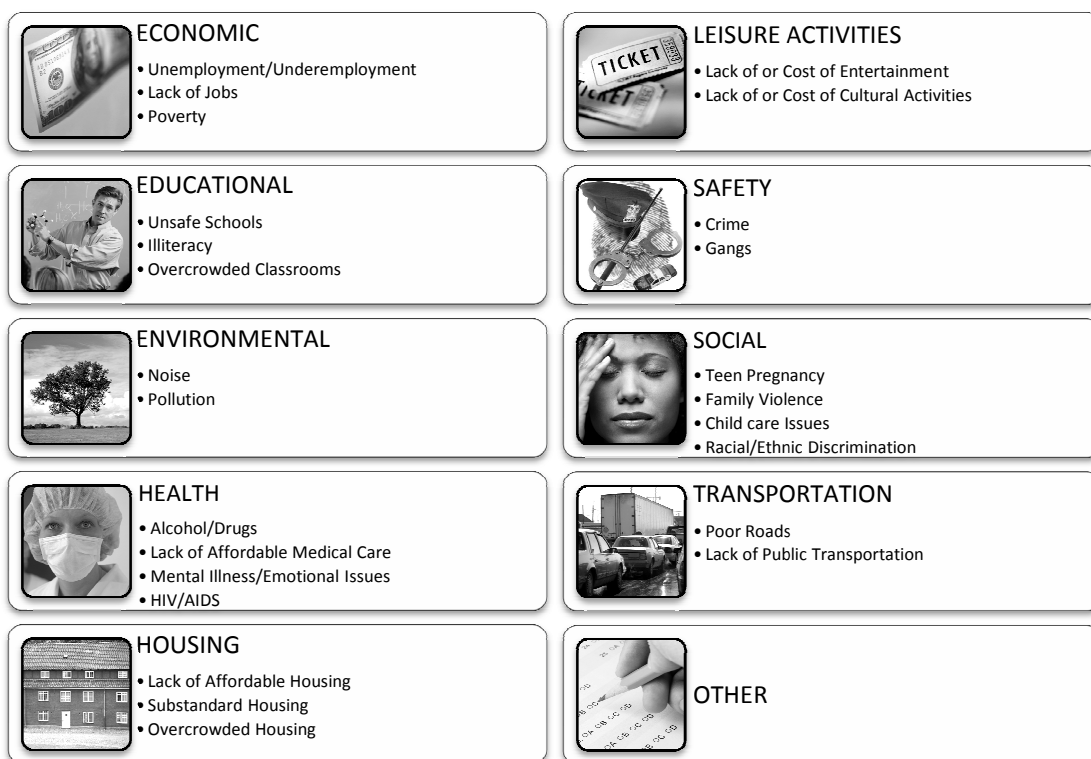 ECONOMIC
• Unemployment/Underemployment
• Lack of Jobs
• Poverty
EDUCATIONAL
• Unsafe Schools
• Illiteracy
• Overcrowded Classrooms
ENVIRONMENTAL
• Noise
• Pollution
HEALTH
• Alcohol/Drugs
• Lack of Affordable Medical Care
• Mental Illness/Emotional Issues
• HIV/AIDS
HOUSING
• Lack of Affordable Housing
• Substandard Housing
• Overcrowded Housing
TICKET
LEISURE ACTIVITIES
• Lack of or Cost of Entertainment
• Lack of or Cost of Cultural Activities
SAFETY
• Crime
• Gangs
SOCIAL
• Teen Pregnancy
• Family Violence
• Child care Issues
• Racial/Ethnic Discrimination
TRANSPORTATION
• Poor Roads
• Lack of Public Transportation
OTHER